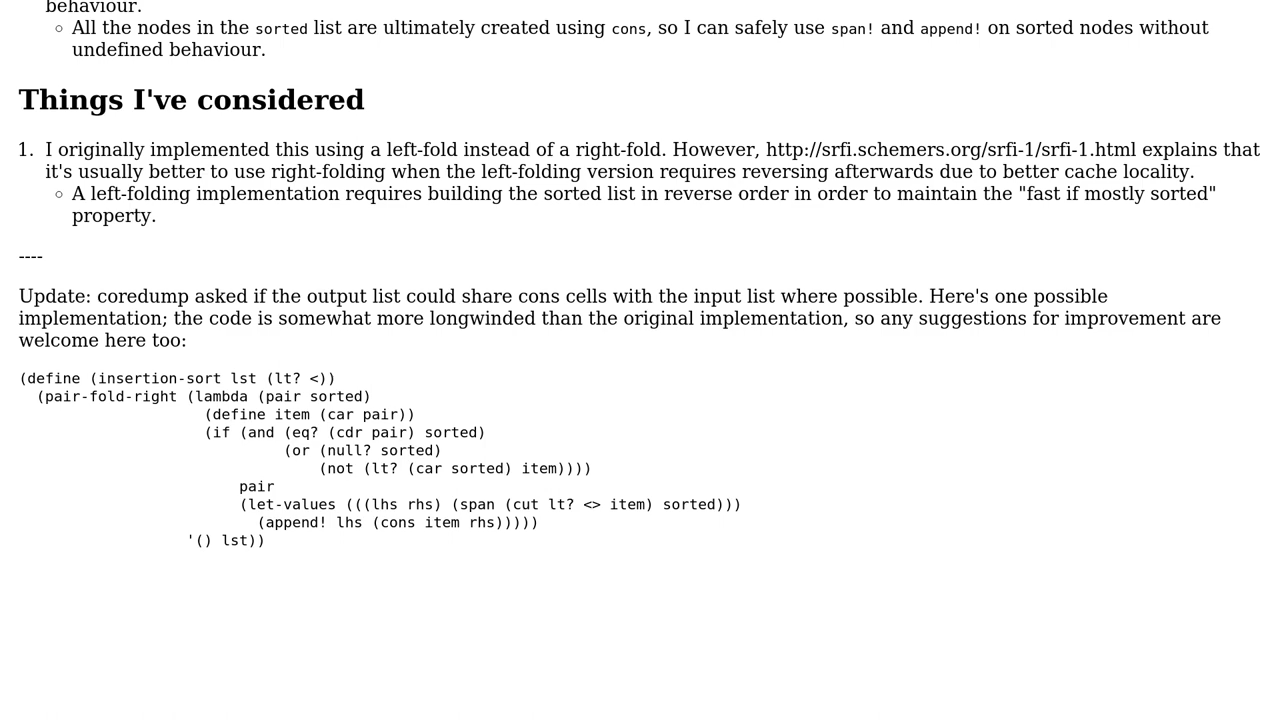 behaviour.
◦ All the nodes in the sorted list are ultimately created using cons, so I can safely use span! and append! on sorted nodes without
undefined behaviour.
Things I've considered
1. I originally implemented this using a left-fold instead of a right-fold. However, http://srfi.schemers.org/srfi-1/srfi-1.html explains that
it's usually better to use right-folding when the left-folding version requires reversing afterwards due to better cache locality.
◦ A left-folding implementation requires building the sorted list in reverse order in order to maintain the "fast if mostly sorted"
property.
----
Update: coredump asked if the output list could share cons cells with the input list where possible. Here's one possible
implementation; the code is somewhat more longwinded than the original implementation, so any suggestions for improvement are
welcome here too:
(define (insertion-sort lst (lt? <))
  (pair-fold-right (lambda (pair sorted)
                     (define item (car pair))
                     (if (and (eq? (cdr pair) sorted)
                              (or (null? sorted)
                                  (not (lt? (car sorted) item))))
                         pair
                         (let-values (((lhs rhs) (span (cut lt? <> item) sorted)))
                           (append! lhs (cons item rhs)))))
                   '() lst))